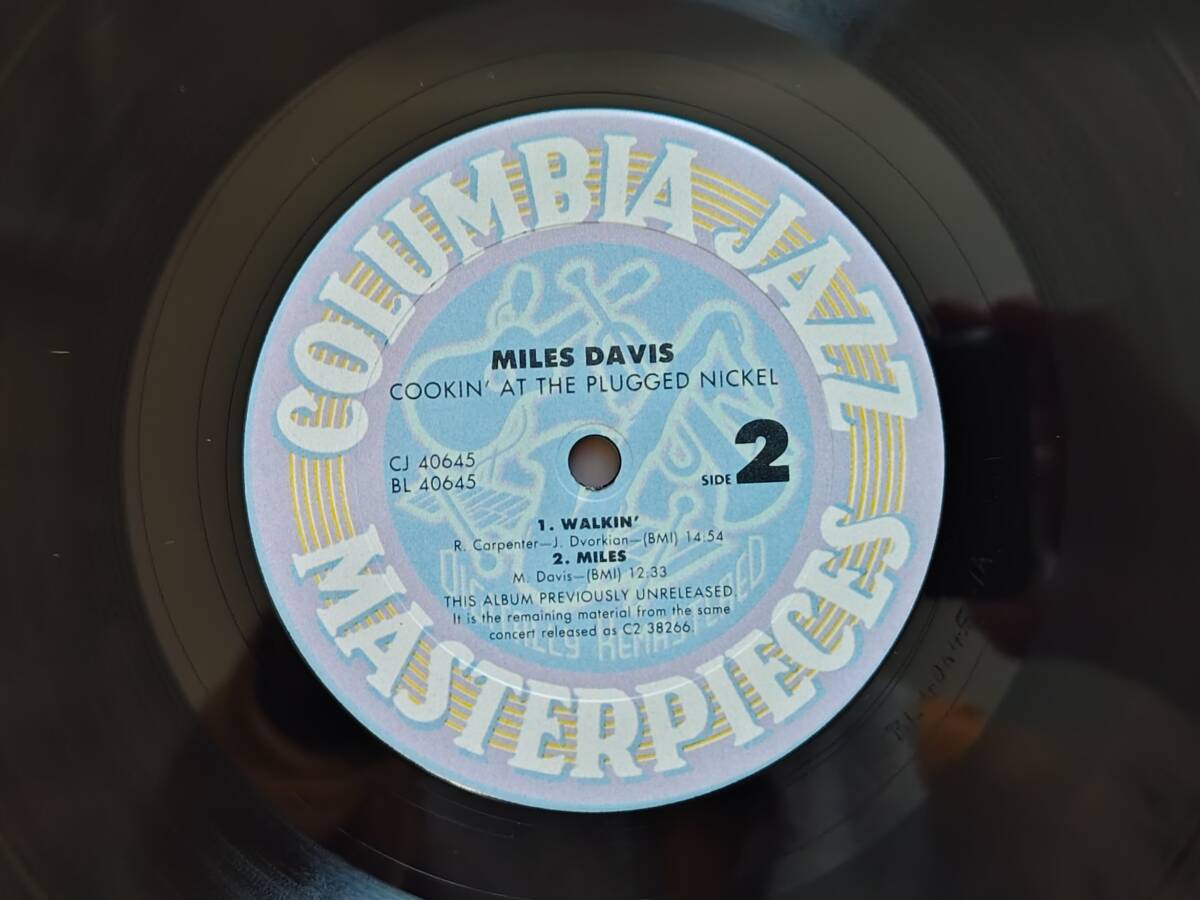 COLUMBIA JAZZ
MILES DAVIS
COOKIN' AT THE PLUGGED NICKEL
CJ 40645
BL 40645
SIDE 2
1. WALKIN'
R. Carpenter—J. Dvorkian—(BMI) 14:54
2. MILES
M. Davis—(BMI) 12:33
THIS ALBUM PREVIOUSLY UNRELEASED.
It is the remaining material from the same
concert released as C2 38266.
DIGITALLY REMASTERED
MASTERPIECES